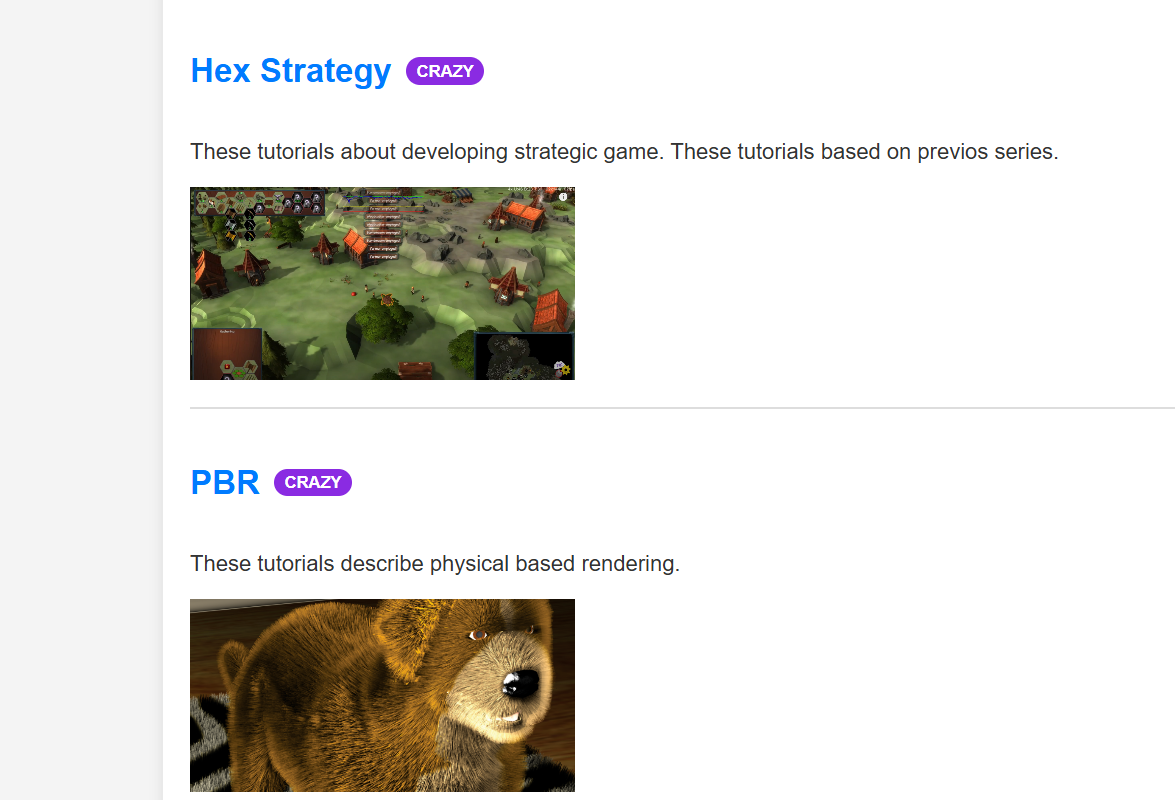 Hex Strategy CRAZY
These tutorials about developing strategic game. These tutorials based on previos series.
PBR CRAZY
These tutorials describe physical based rendering.